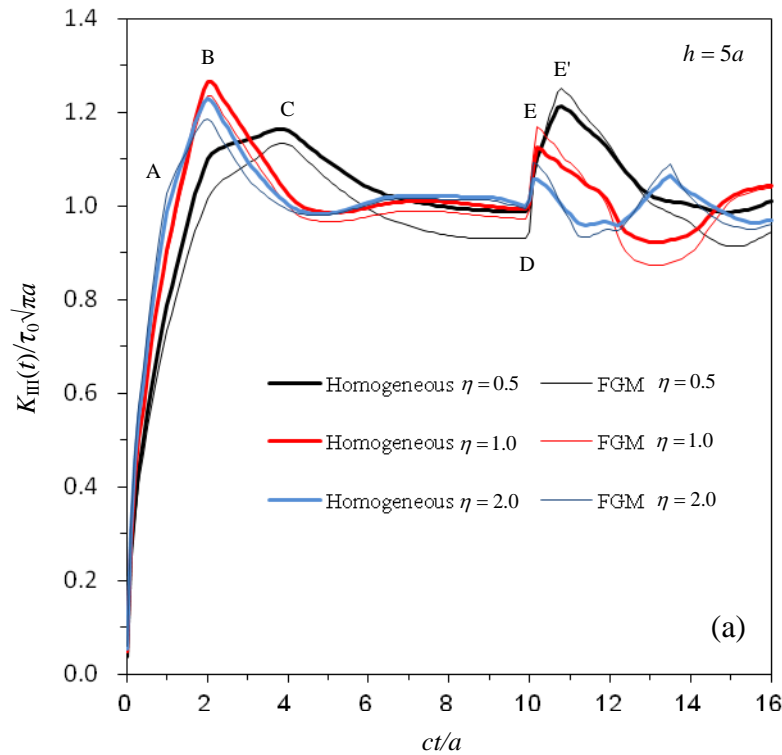 1.4
1.2
1.0
0.8
0.6
0.4
0.2
0.0
K_III(t)/τ₀√πa
A
B
C
D
E
E'
h = 5a
Homogeneous η = 0.5
FGM η = 0.5
Homogeneous η = 1.0
FGM η = 1.0
Homogeneous η = 2.0
FGM η = 2.0
(a)
0 2 4 6 8 10 12 14 16
ct/a